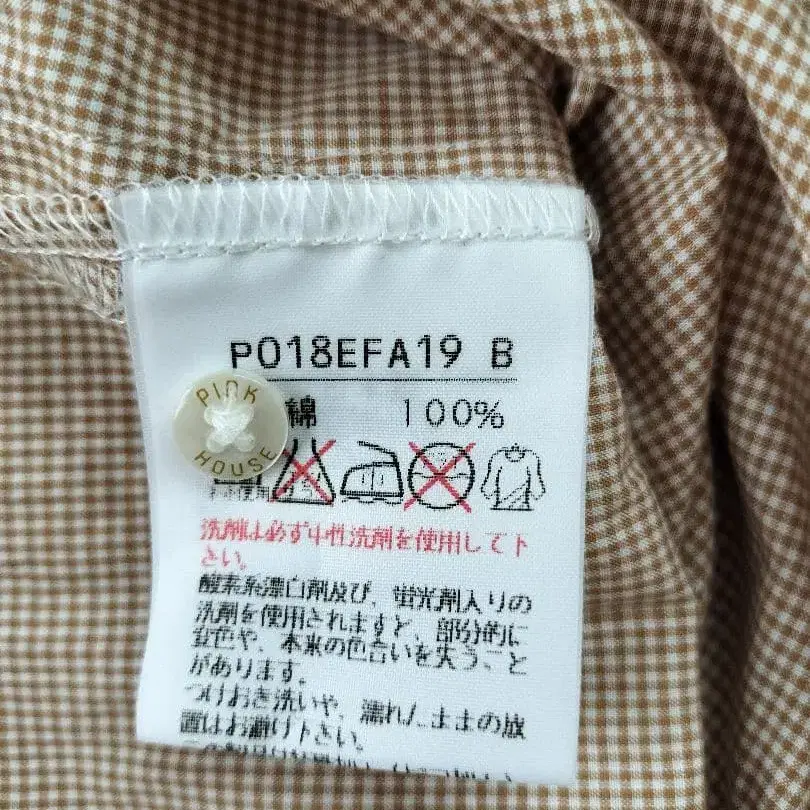 P018EFA19 B
PINK
HOUSE
綿 100%
洗剤は必ず中性洗剤を使用して下
さい。
酸素系漂白剤及び、蛍光剤入りの
洗剤を使用されますと、部分的に
変色や、本来の色合いを失うこと
があります。
つけおき洗いや、濡れたままの放
置はお避け下さい。